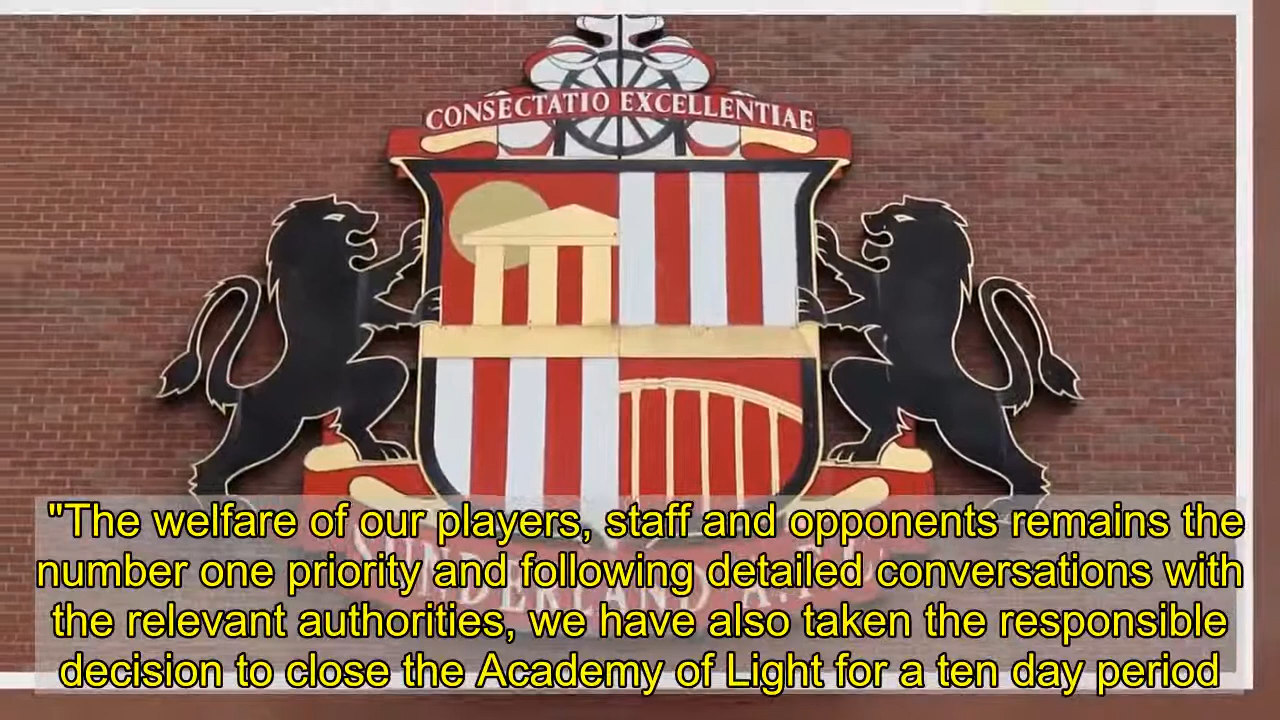 CONSECTATIO EXCELLENTIAE
SUNDERLAND A.F.C.
"The welfare of our players, staff and opponents remains the
number one priority and following detailed conversations with
the relevant authorities, we have also taken the responsible
decision to close the Academy of Light for a ten day period